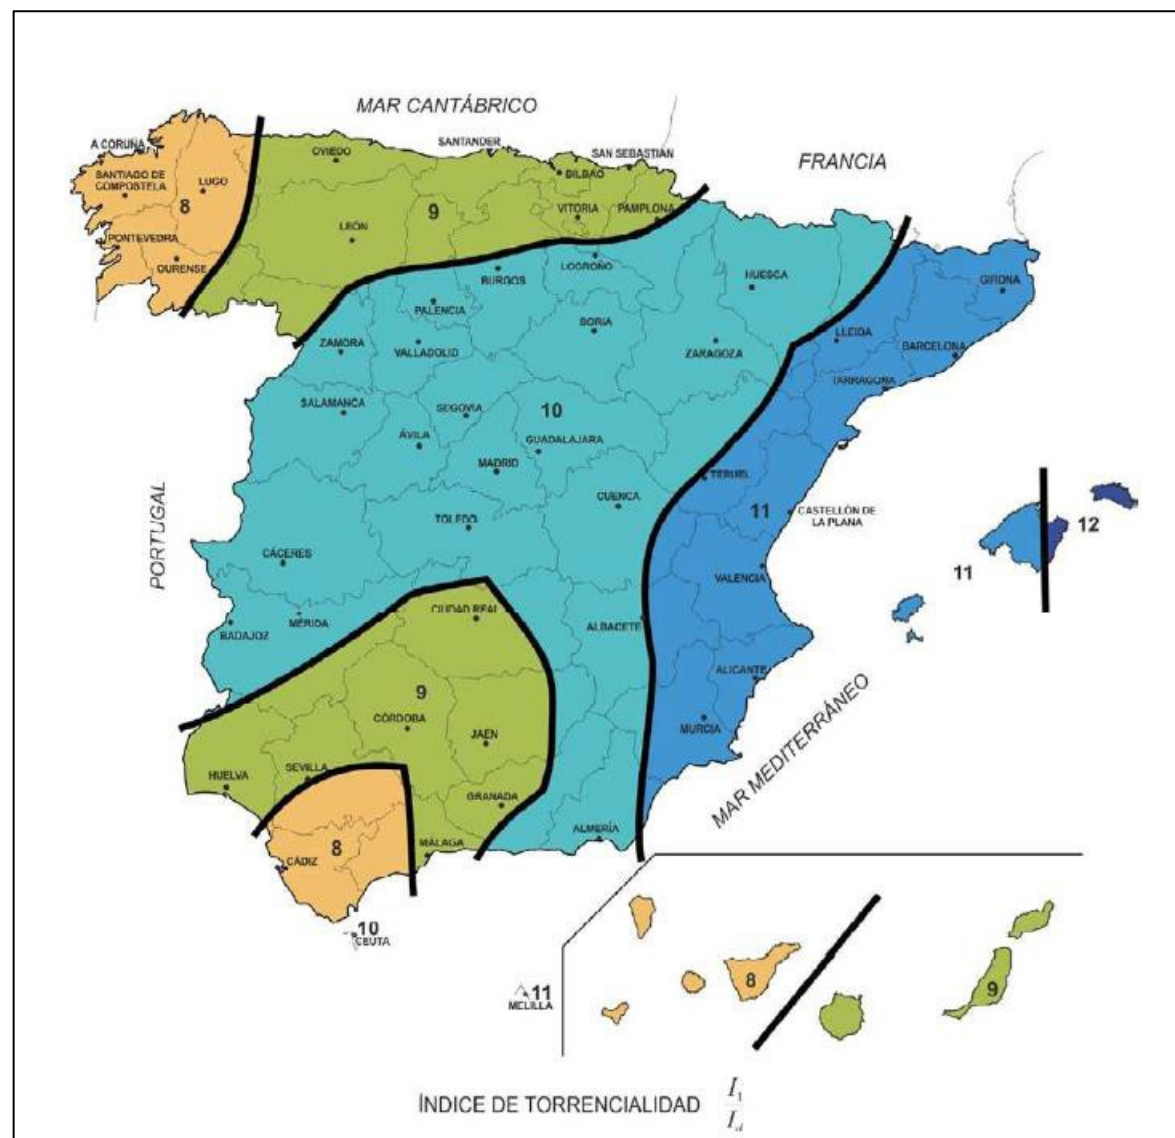 MAR CANTÁBRICO
A CORUÑA
OVIEDO
SANTANDER
SAN SEBASTIAN
FRANCIA
SANTIAGO DE
COMPOSTELA
LUGO
BILBAO
8
9
VITORIA
PAMPLONA
PONTEVEDRA
LEÓN
OURENSE
LOGROÑO
BURGOS
HUESCA
GIRONA
PALENCIA
SORIA
ZAMORA
VALLADOLID
ZARAGOZA
LLEIDA
BARCELONA
TARRAGONA
SALAMANCA
SEGOVIA
10
ÁVILA
GUADALAJARA
MADRID
TERUEL
PORTUGAL
CUENCA
11
CASTELLÓN DE
LA PLANA
TOLEDO
12
CÁCERES
VALENCIA
11
CIUDAD REAL
MÉRIDA
BADAJOZ
ALBACETE
ALICANTE
9
CÓRDOBA
JAEN
MURCIA
MAR MEDITERRÁNEO
HUELVA
SEVILLA
GRANADA
ALMERÍA
8
MÁLAGA
CÁDIZ
10
CEUTA
11
MELILLA
8
9
ÍNDICE DE TORRENCIALIDAD I₁
I_d